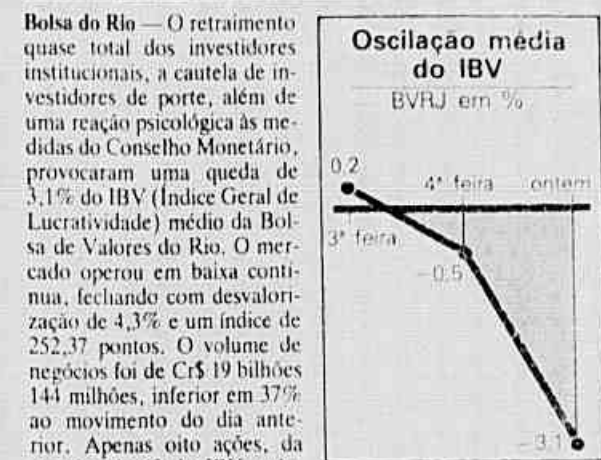 Bolsa do Rio — O retraimento
quase total dos investidores
institucionais, a cautela de in-
vestidores de porte, além de
uma reação psicológica às me-
didas do Conselho Monetário,
provocaram uma queda de
3,1% do IBV (Índice Geral de
Lucratividade) médio da Bol-
sa de Valores do Rio. O mer-
cado operou em baixa contí-
nua, fechando com desvalori-
zação de 4,3% e um índice de
252,37 pontos. O volume de
negócios foi de Cr$ 19 bilhões
144 milhões, inferior em 37%
ao movimento do dia ante-
rior. Apenas oito ações, da
Oscilação média
do IBV
BVRJ em %
0,2
4ª feira ontem
3ª feira
-0,5
-3,1